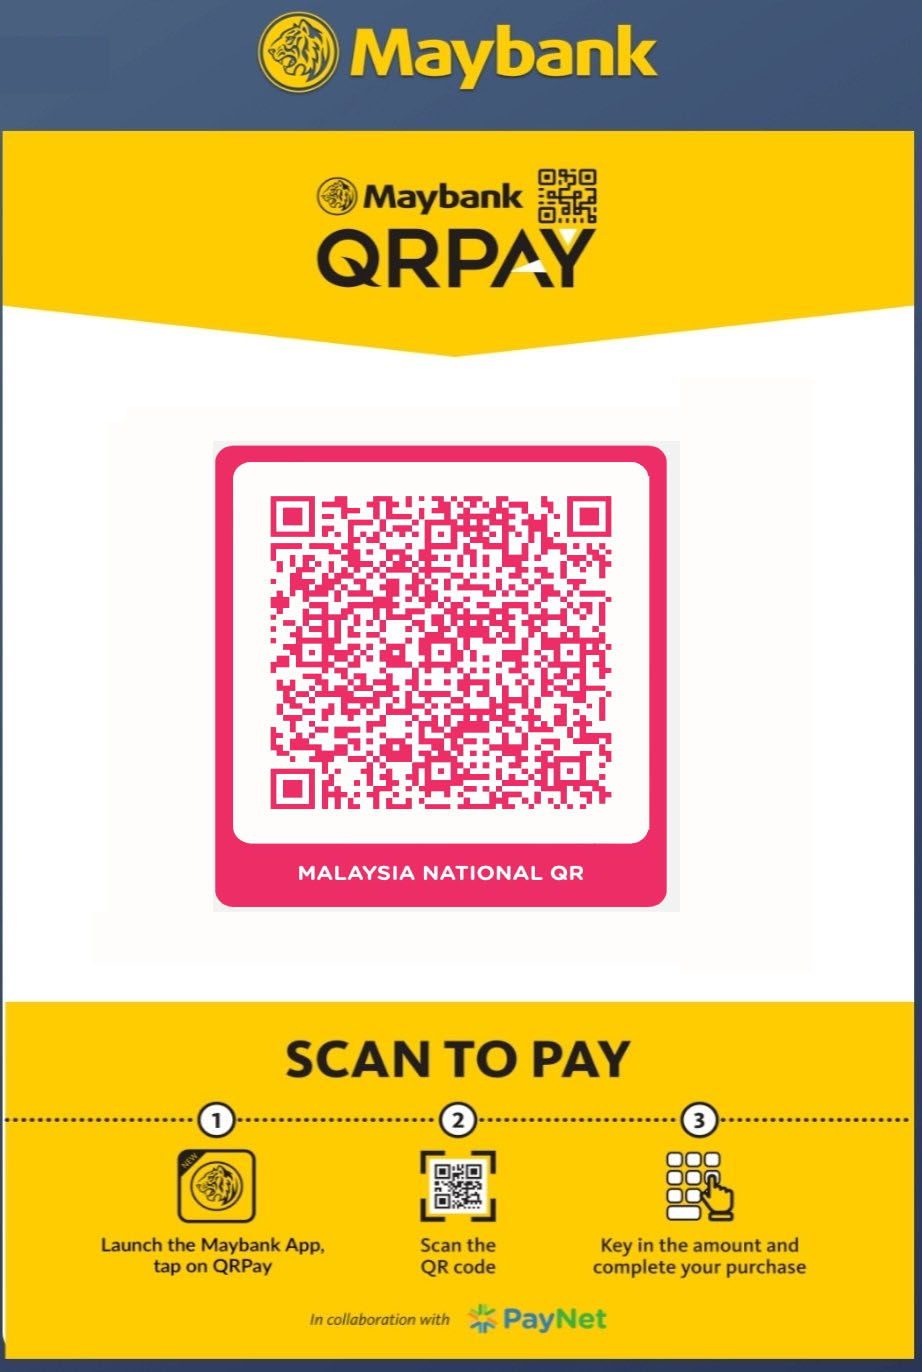 Maybank
Maybank
QRPAY
MALAYSIA NATIONAL QR
SCAN TO PAY
1
2
3
NEW
Launch the Maybank App,
tap on QRPay
Scan the
QR code
Key in the amount and
complete your purchase
In collaboration with PayNet